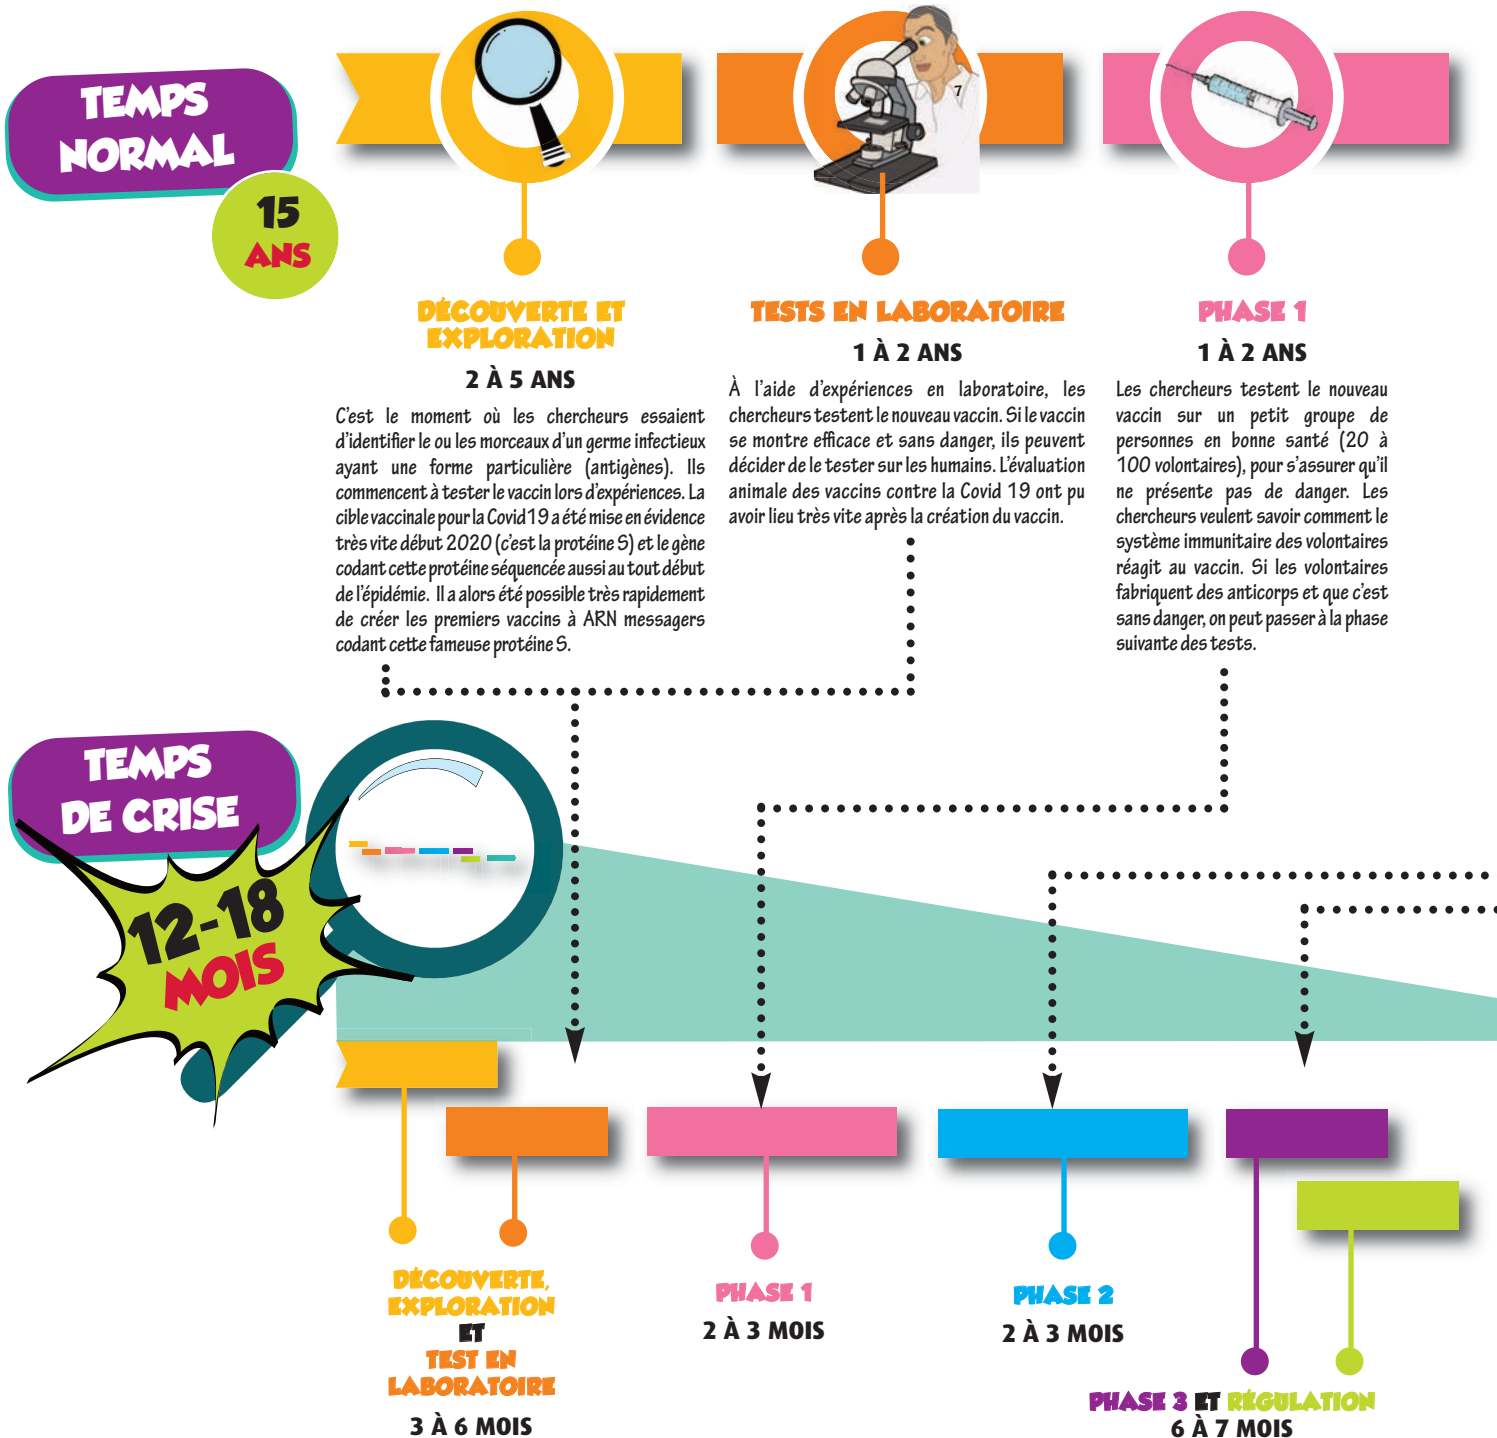 TEMPS
NORMAL
15
ANS
7
DÉCOUVERTE ET
EXPLORATION
2 À 5 ANS
C'est le moment où les chercheurs essaient
d'identifier le ou les morceaux d'un germe infectieux
ayant une forme particulière (antigènes). Ils
commencent à tester le vaccin lors d'expériences. La
cible vaccinale pour la Covid19 a été mise en évidence
très vite début 2020 (c'est la protéine S) et le gène
codant cette protéine séquencée aussi au tout début
de l'épidémie. Il a alors été possible très rapidement
de créer les premiers vaccins à ARN messagers
codant cette fameuse protéine S.
TESTS EN LABORATOIRE
1 À 2 ANS
À l'aide d'expériences en laboratoire, les
chercheurs testent le nouveau vaccin. Si le vaccin
se montre efficace et sans danger, ils peuvent
décider de le tester sur les humains. L'évaluation
animale des vaccins contre la Covid 19 ont pu
avoir lieu très vite après la création du vaccin.
PHASE 1
1 À 2 ANS
Les chercheurs testent le nouveau
vaccin sur un petit groupe de
personnes en bonne santé (20 à
100 volontaires), pour s'assurer qu'il
ne présente pas de danger. Les
chercheurs veulent savoir comment le
système immunitaire des volontaires
réagit au vaccin. Si les volontaires
fabriquent des anticorps et que c'est
sans danger, on peut passer à la phase
suivante des tests.
TEMPS
DE CRISE
12-18
MOIS
DÉCOUVERTE,
EXPLORATION
ET
TEST EN
LABORATOIRE
3 À 6 MOIS
PHASE 1
2 À 3 MOIS
PHASE 2
2 À 3 MOIS
PHASE 3 ET RÉGULATION
6 À 7 MOIS